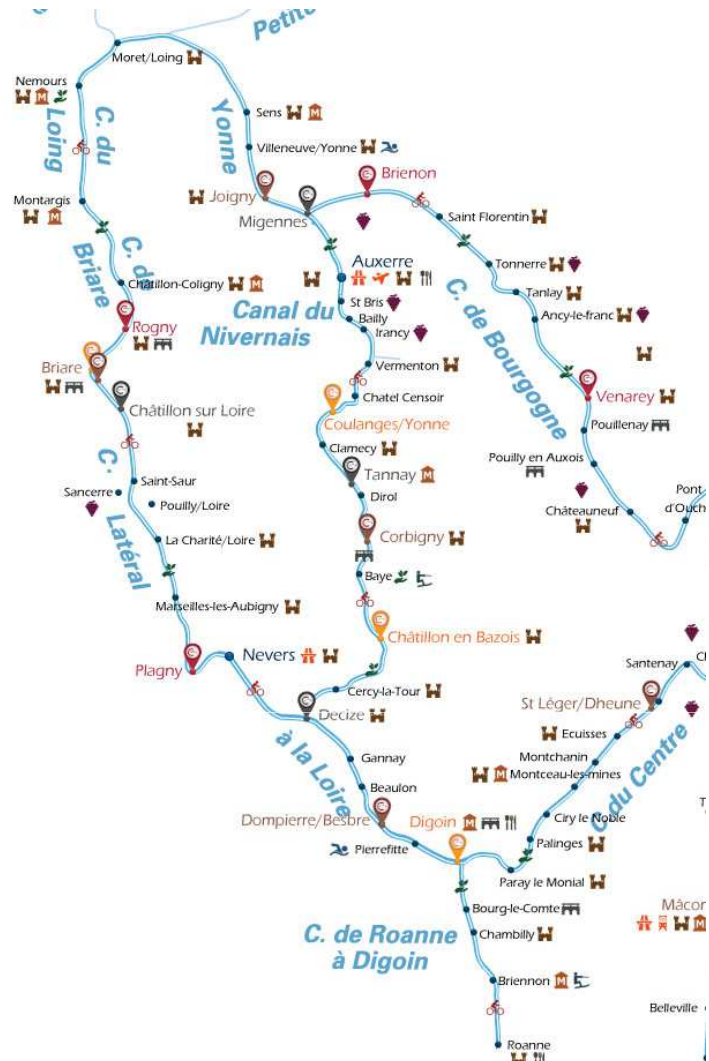 Petite
Moret/Loing
Nemours
C. du
Loing
Yonne
Sens
Villeneuve/Yonne
Brienon
Joigny
Migennes
Montargis
Saint Florentin
C. de
Briare
Auxerre
Tonnerre
Châtillon-Coligny
Tanlay
Canal du
Nivernais
St Bris
Bailly
Irancy
Ancy-le-franc
C. de Bourgogne
Rogny
Briare
Vermenton
Chatel Censoir
Venarey
Châtillon sur Loire
Coulanges/Yonne
Pouillenay
Clamecy
Pouilly en Auxois
C.
Latéral
Saint-Saur
Tannay
Sancerre
Pouilly/Loire
Dirol
Pont
d'Ouch
Châteauneuf
La Charité/Loire
Corbigny
Baye
Marseilles-les-Aubigny
Châtillon en Bazois
Nevers
Plagny
Santenay
Cercy-la-Tour
St Léger/Dheune
Decize
Ecuisses
à la Loire
Gannay
Montchanin
Montceau-les-mines
C. du Centre
Beaulon
Dompierre/Besbre
Digoin
Ciry le Noble
Palinges
Pierrefitte
Paray le Monial
Bourg-le-Comte
Mâcon
C. de Roanne
à Digoin
Chambilly
Briennon
Belleville
Roanne